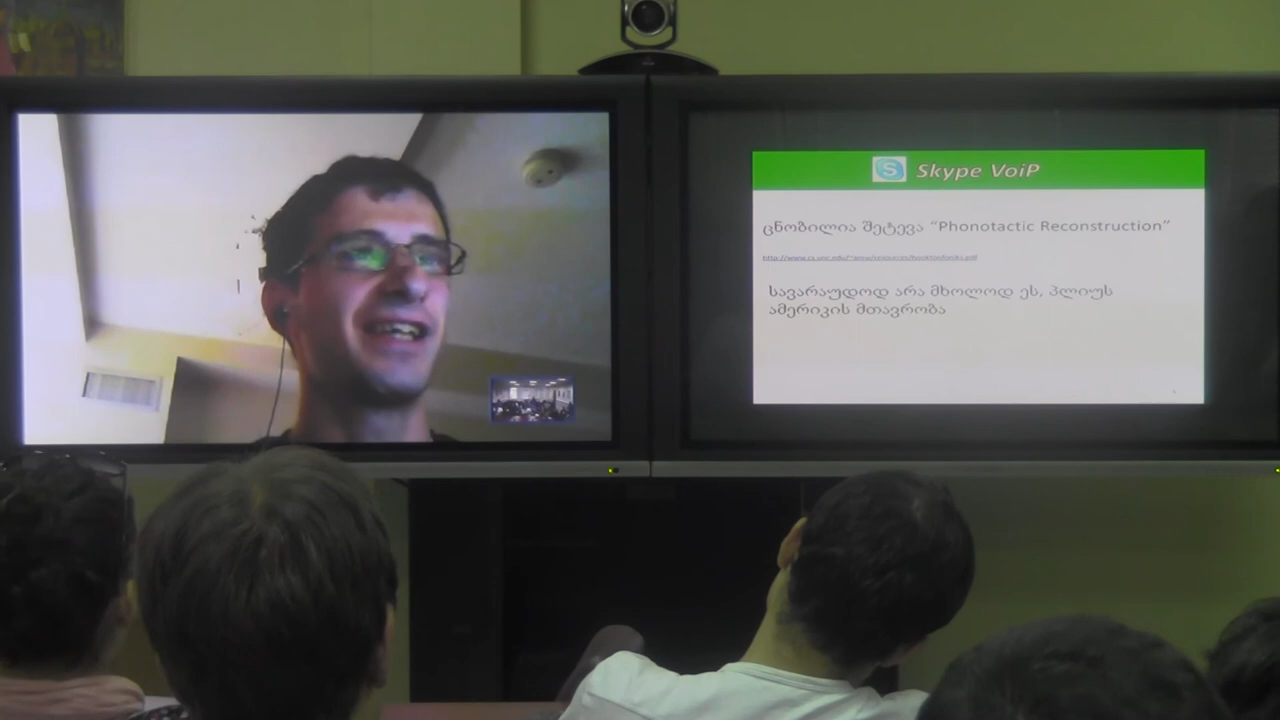 Skype VoiP
ცნობილია შეტევა “Phonotactic Reconstruction”
სავარაუდოდ არა მხოლოდ ეს, პლიუს
ამერიკის მთავრობა